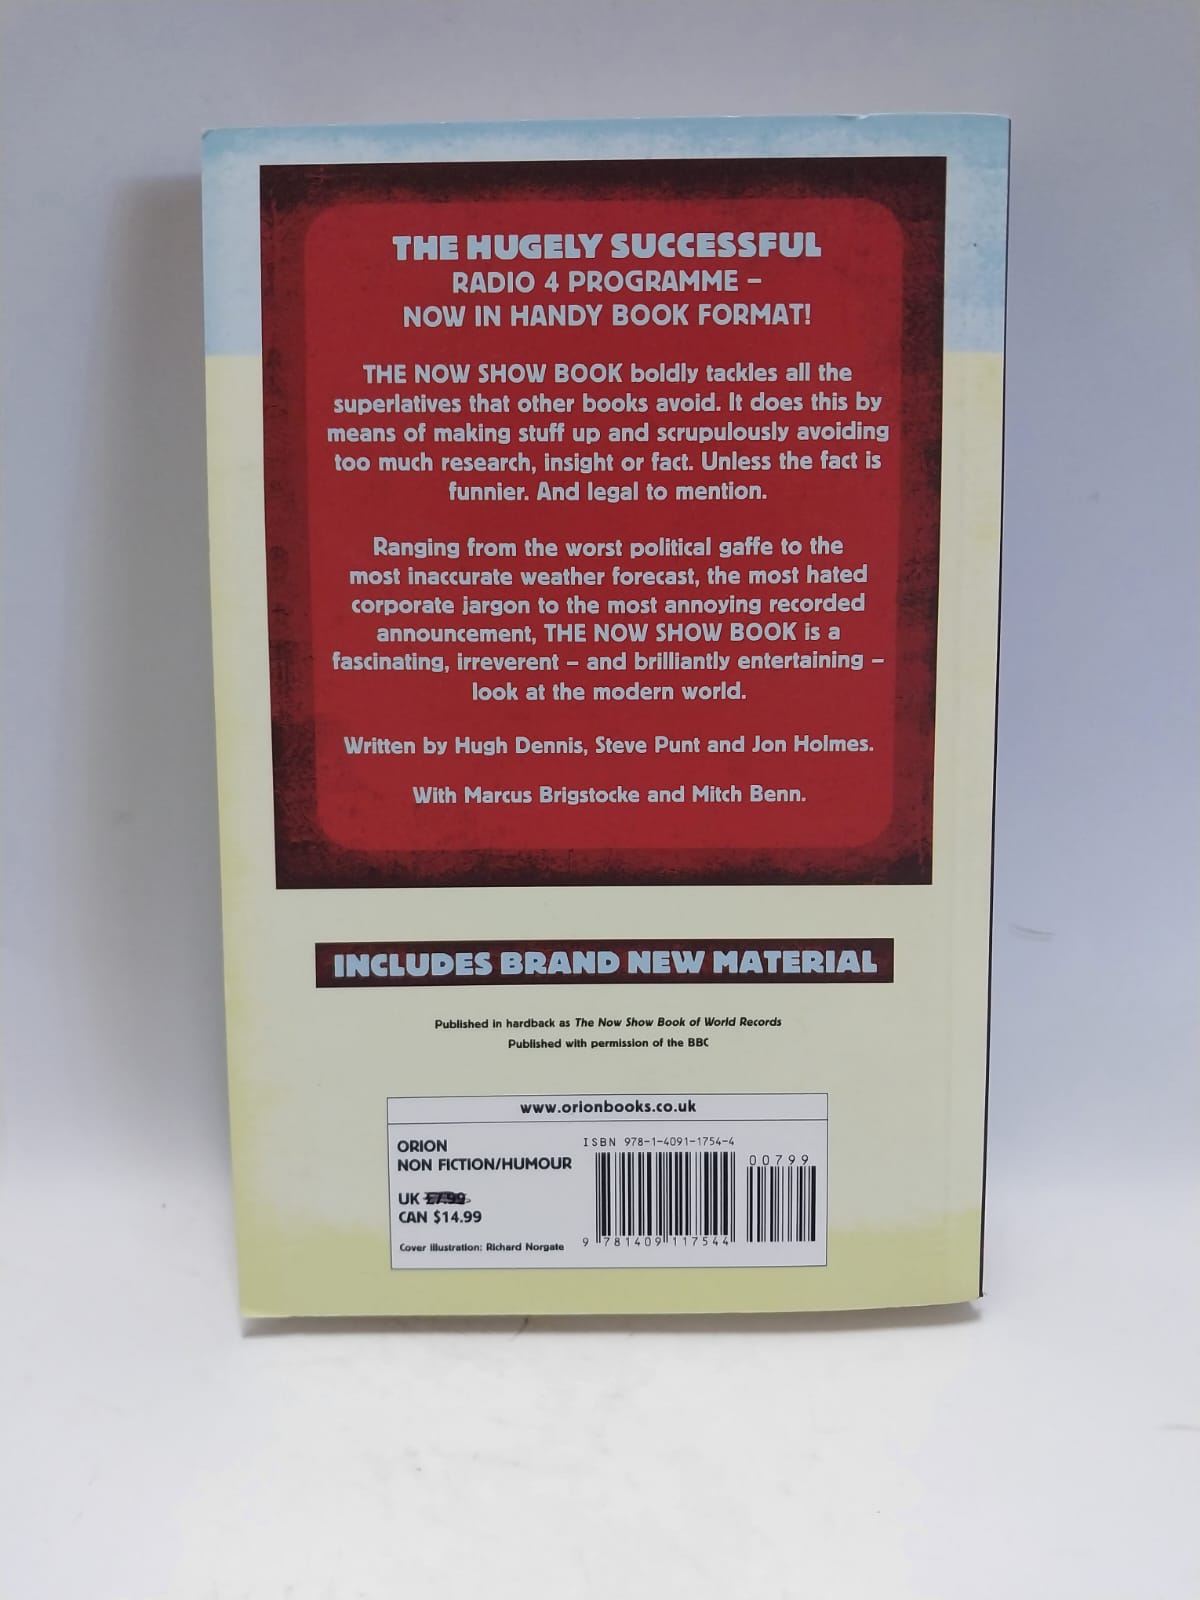 THE HUGELY SUCCESSFUL
RADIO 4 PROGRAMME –
NOW IN HANDY BOOK FORMAT!
THE NOW SHOW BOOK boldly tackles all the
superlatives that other books avoid. It does this by
means of making stuff up and scrupulously avoiding
too much research, insight or fact. Unless the fact is
funnier. And legal to mention.
Ranging from the worst political gaffe to the
most inaccurate weather forecast, the most hated
corporate jargon to the most annoying recorded
announcement, THE NOW SHOW BOOK is a
fascinating, irreverent – and brilliantly entertaining –
look at the modern world.
Written by Hugh Dennis, Steve Punt and Jon Holmes.
With Marcus Brigstocke and Mitch Benn.
INCLUDES BRAND NEW MATERIAL
Published in hardback as The Now Show Book of World Records
Published with permission of the BBC
www.orionbooks.co.uk
ORION
NON FICTION/HUMOUR
UK £7.99
CAN $14.99
Cover illustration: Richard Norgate
ISBN 978-1-4091-1754-4
00799
9 781409 117544